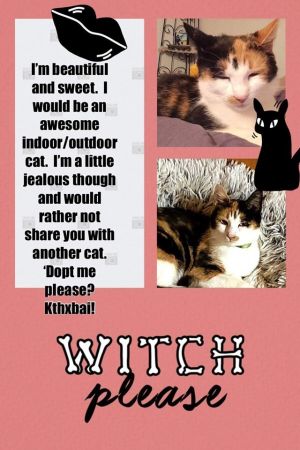 I'm beautiful
and sweet.  I
would be an
awesome
indoor/outdoor
cat.  I'm a little
jealous though
and would
rather not
share you with
another cat.
'Dopt me
please?
Kthxbai!
WITCH
please